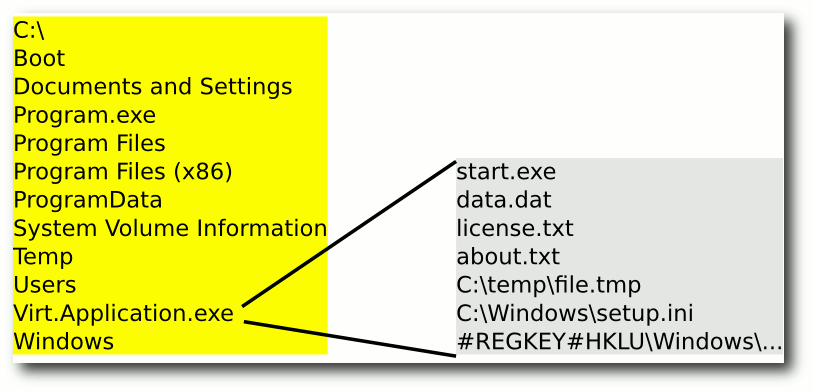 C:\
Boot
Documents and Settings
Program.exe
Program Files
Program Files (x86)
ProgramData
System Volume Information
Temp
Users
Virt.Application.exe
Windows
start.exe
data.dat
license.txt
about.txt
C:\temp\file.tmp
C:\Windows\setup.ini
#REGKEY#HKLU\Windows\...